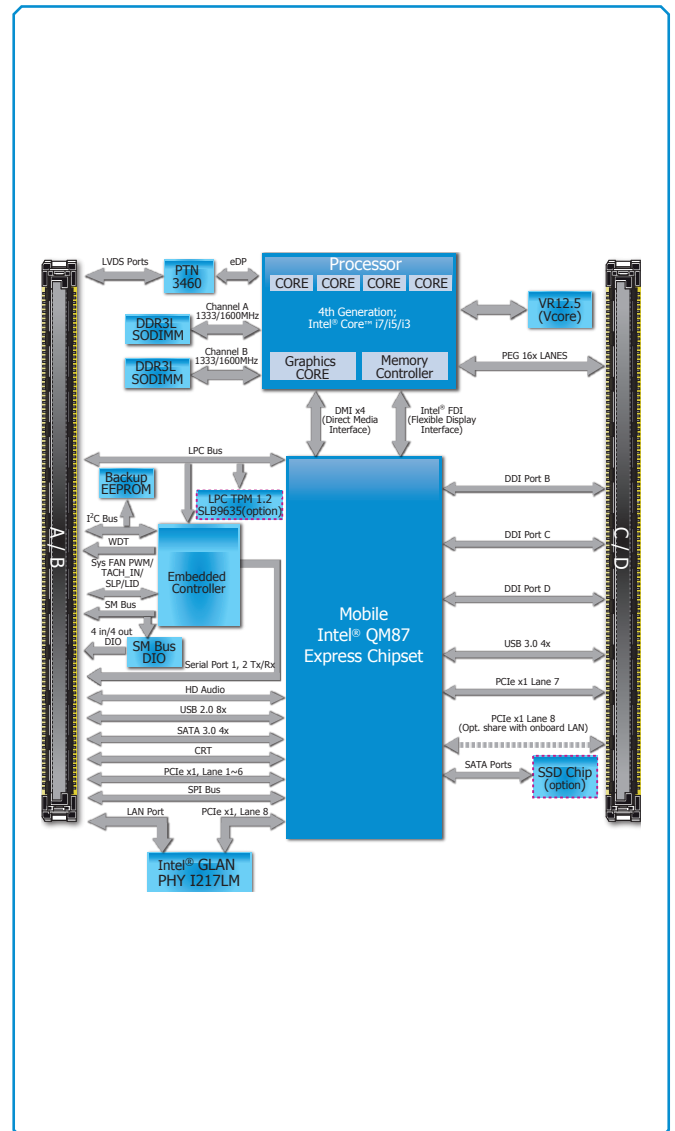 Processor
CORE CORE CORE CORE
4th Generation;
Intel® Core™ i7/i5/i3
Graphics
CORE
Memory
Controller
LVDS Ports
PTN
3460
eDP
DDR3L
SODIMM
Channel A
1333/1600MHz
DDR3L
SODIMM
Channel B
1333/1600MHz
VR12.5
(Vcore)
PEG 16x LANES
DMI x4
(Direct Media
Interface)
Intel® FDI
(Flexible Display
Interface)
A / B
C / D
LPC Bus
Backup
EEPROM
LPC TPM 1.2
SLB9635(option)
I²C Bus
WDT
Sys FAN PWM/
TACH_IN/
SLP/LID
Embedded
Controller
SM Bus
4 in/4 out
DIO
SM Bus
DIO
Serial Port 1, 2 Tx/Rx
HD Audio
USB 2.0 8x
SATA 3.0 4x
CRT
PCIe x1, Lane 1~6
SPI Bus
LAN Port
PCIe x1, Lane 8
Intel® GLAN
PHY I217LM
Mobile
Intel® QM87
Express Chipset
DDI Port B
DDI Port C
DDI Port D
USB 3.0 4x
PCIe x1 Lane 7
PCIe x1 Lane 8
(Opt. share with onboard LAN)
SATA Ports
SSD Chip
(option)